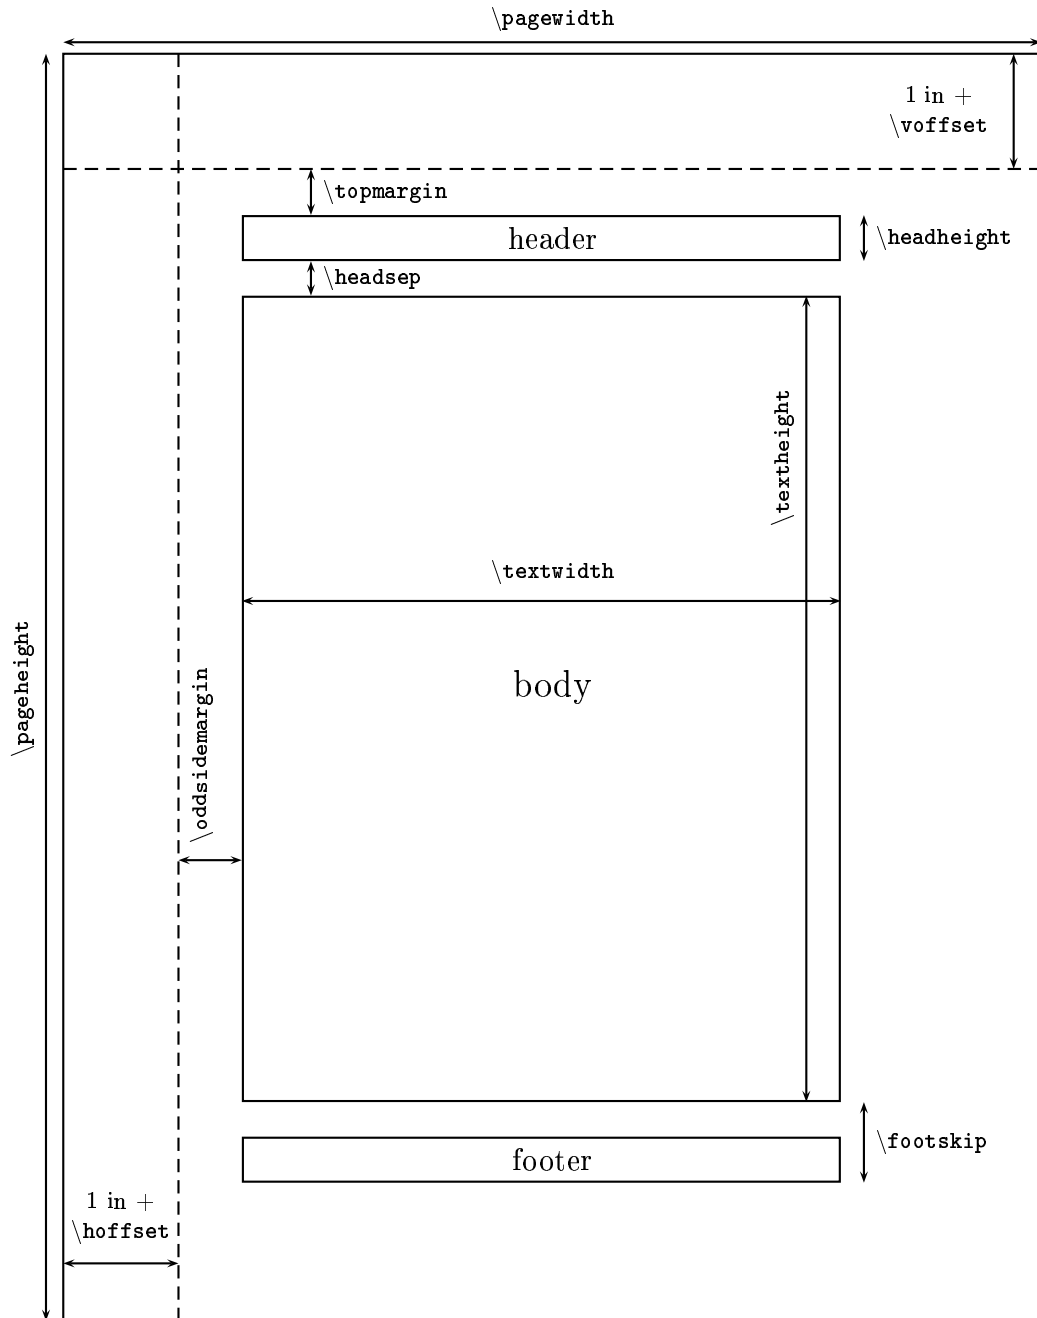 \pagewidth
1 in +
\voffset
\topmargin
header
\headheight
\headsep
\textheight
\textwidth
\pageheight
\oddsidemargin
body
\footskip
footer
1 in +
\hoffset